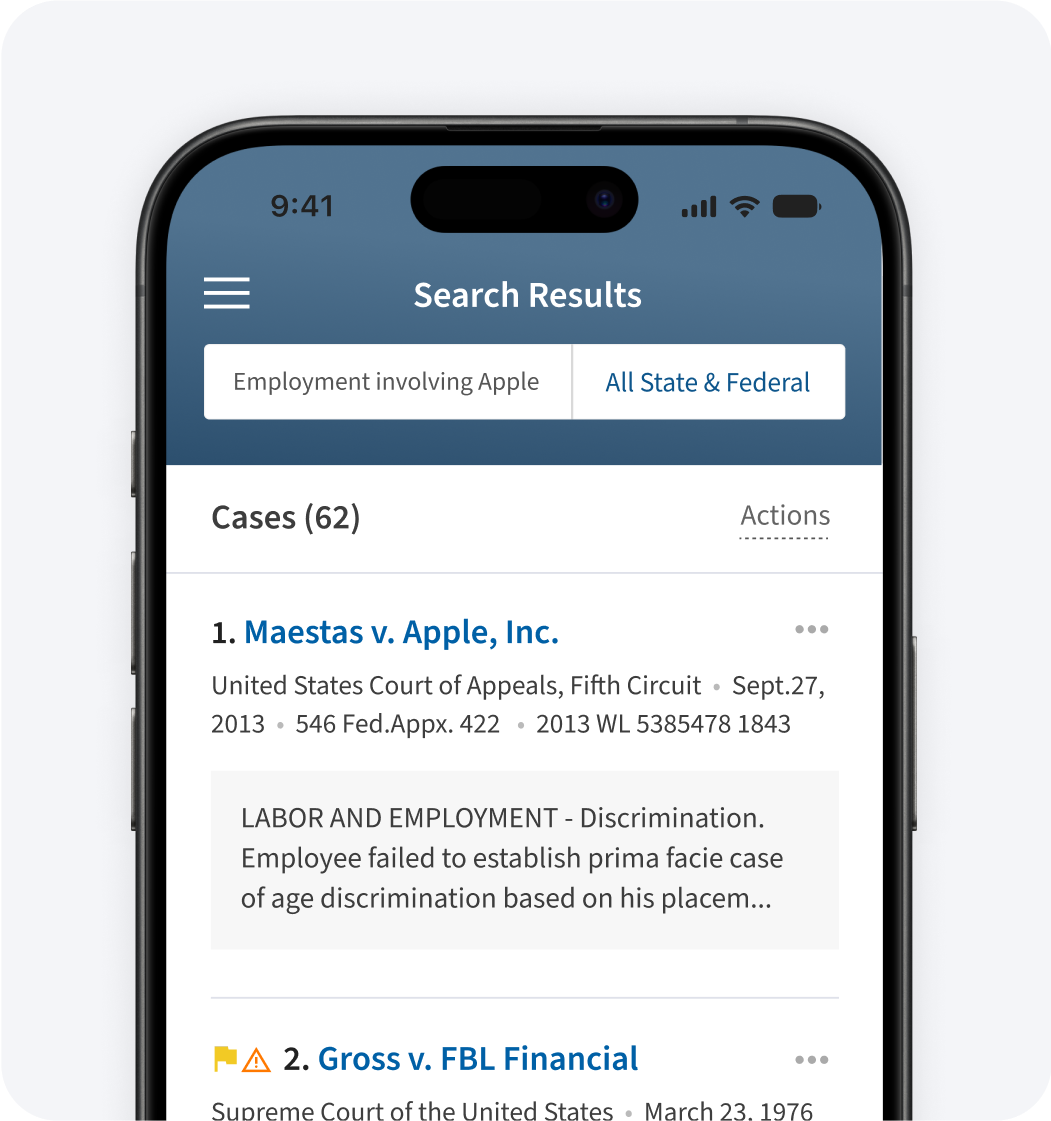 9:41
Search Results
Employment involving Apple
All State & Federal
Cases (62)
Actions
1. Maestas v. Apple, Inc.
United States Court of Appeals, Fifth Circuit • Sept.27,
2013 • 546 Fed.Appx. 422 • 2013 WL 5385478 1843
LABOR AND EMPLOYMENT - Discrimination.
Employee failed to establish prima facie case
of age discrimination based on his placem...
2. Gross v. FBL Financial
Supreme Court of the United States • March 23, 1976